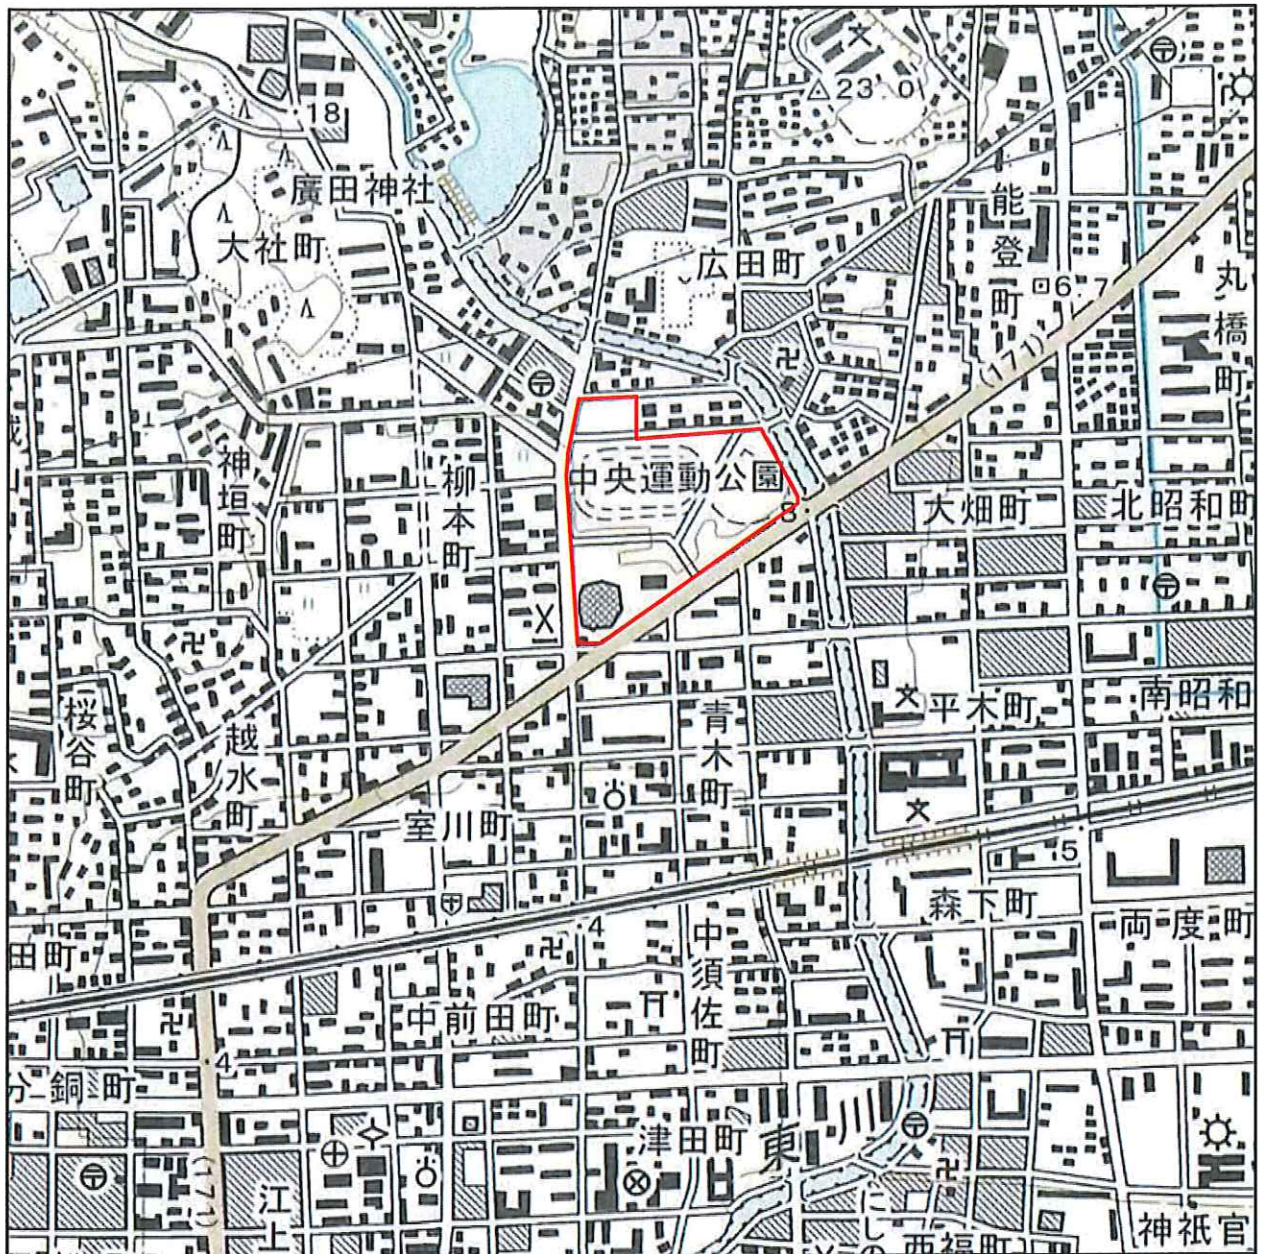 18
23.0
廣田神社
大社町
広田町
能登町
6.7
丸橋町
(171)
神垣町
柳本町
中央運動公園
8
大畑町
北昭和町
桜谷町
越水町
青木町
平木町
南昭和
室川町
5
森下町
両度町
田町
4
中須佐町
中前田町
4
分銅町
津田町
東川
(171)
江上
にしの
西福町
神祇官